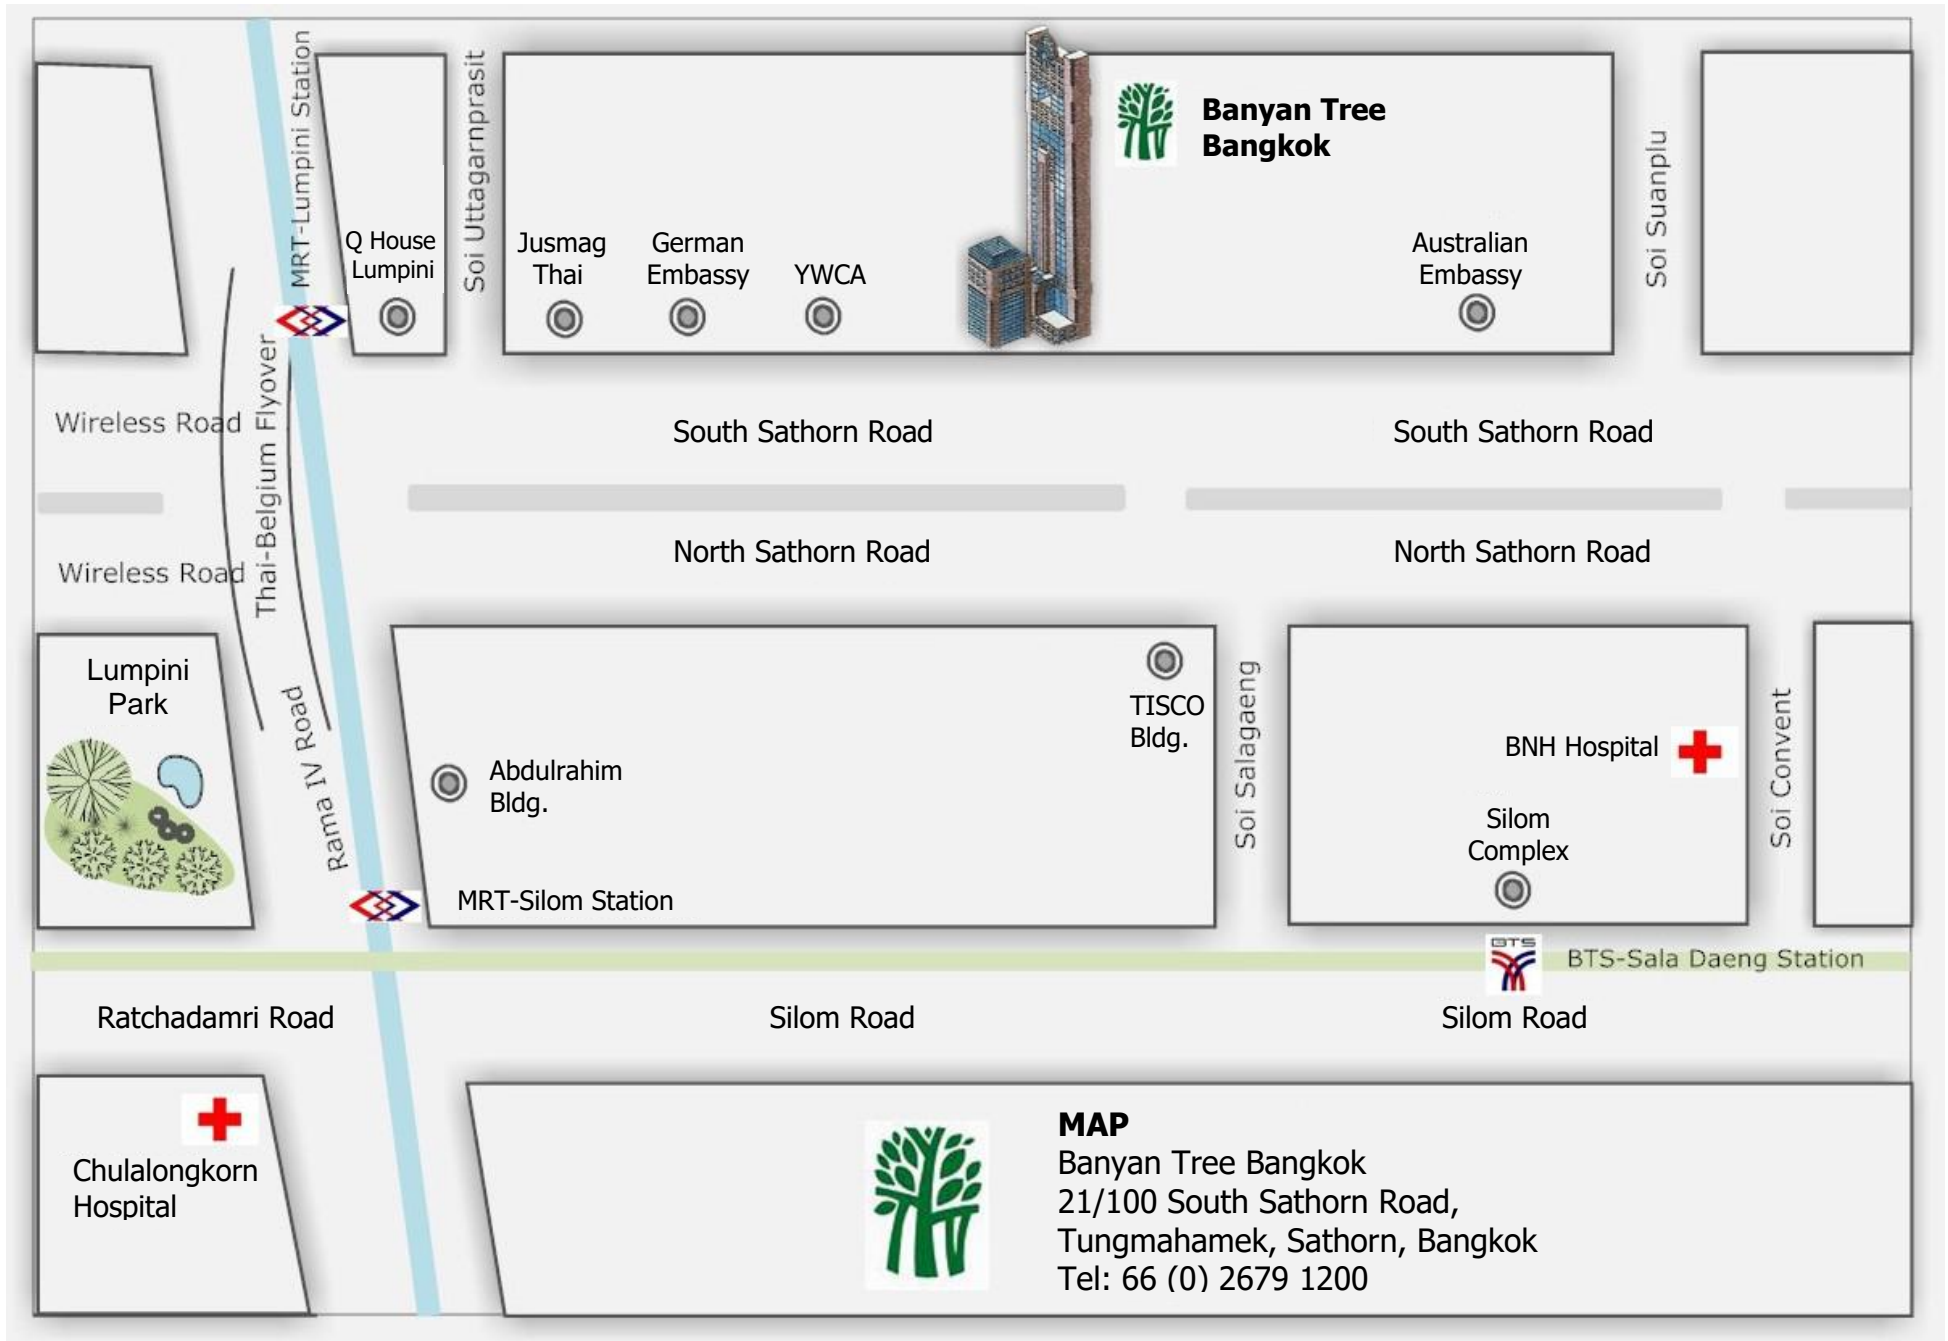 MRT-Lumpini Station
Soi Uttagarnprasit
Banyan Tree
Bangkok
Soi Suanplu
Q House
Lumpini
Jusmag
Thai
German
Embassy
YWCA
Australian
Embassy
Thai-Belgium Flyover
Wireless Road
South Sathorn Road
South Sathorn Road
Wireless Road
North Sathorn Road
North Sathorn Road
Lumpini
Park
Rama IV Road
Abdulrahim
Bldg.
TISCO
Bldg.
Soi Salagaeng
BNH Hospital
Silom
Complex
Soi Convent
MRT-Silom Station
BTS
BTS-Sala Daeng Station
Ratchadamri Road
Silom Road
Silom Road
Chulalongkorn
Hospital
MAP
Banyan Tree Bangkok
21/100 South Sathorn Road,
Tungmahamek, Sathorn, Bangkok
Tel: 66 (0) 2679 1200